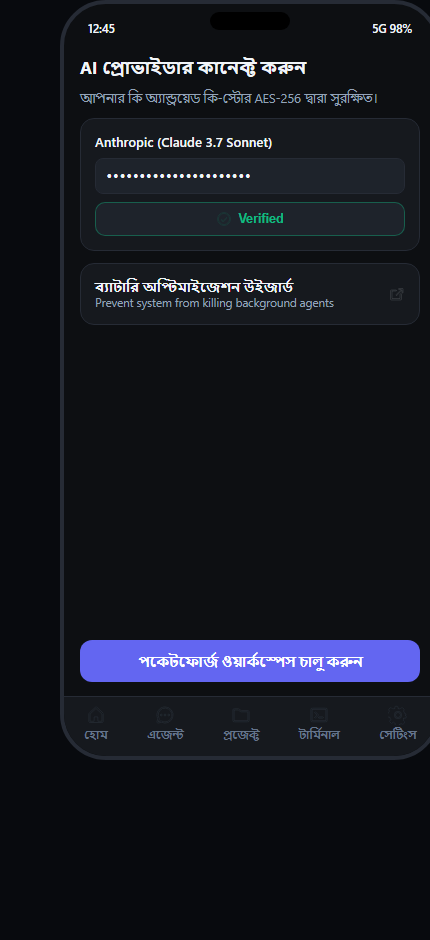 12:45
5G 98%
AI প্রোভাইডার কানেক্ট করুন
আপনার কি অ্যান্ড্রয়েড কি-স্টোর AES-256 দ্বারা সুরক্ষিত।
Anthropic (Claude 3.7 Sonnet)
••••••••••••••••••••••
Verified
ব্যাটারি অপ্টিমাইজেশন উইজার্ড
Prevent system from killing background agents
পকেটফোর্জ ওয়ার্কস্পেস চালু করুন
হোম
এজেন্ট
প্রজেক্ট
টার্মিনাল
সেটিংস